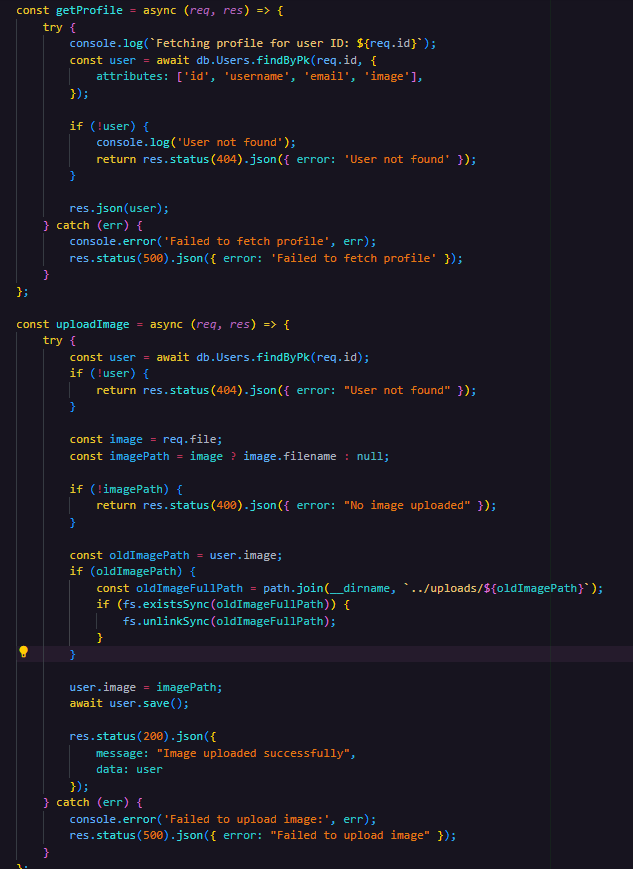 const getProfile = async (req, res) => {
    try {
        console.log(`Fetching profile for user ID: ${req.id}`);
        const user = await db.Users.findByPk(req.id, {
            attributes: ['id', 'username', 'email', 'image'],
        });

        if (!user) {
            console.log('User not found');
            return res.status(404).json({ error: 'User not found' });
        }

        res.json(user);
    } catch (err) {
        console.error('Failed to fetch profile', err);
        res.status(500).json({ error: 'Failed to fetch profile' });
    }
};

const uploadImage = async (req, res) => {
    try {
        const user = await db.Users.findByPk(req.id);
        if (!user) {
            return res.status(404).json({ error: "User not found" });
        }

        const image = req.file;
        const imagePath = image ? image.filename : null;

        if (!imagePath) {
            return res.status(400).json({ error: "No image uploaded" });
        }

        const oldImagePath = user.image;
        if (oldImagePath) {
            const oldImageFullPath = path.join(__dirname, `../uploads/${oldImagePath}`);
            if (fs.existsSync(oldImageFullPath)) {
                fs.unlinkSync(oldImageFullPath);
            }
        }

        user.image = imagePath;
        await user.save();

        res.status(200).json({
            message: "Image uploaded successfully",
            data: user
        });
    } catch (err) {
        console.error('Failed to upload image:', err);
        res.status(500).json({ error: "Failed to upload image" });
    }
};